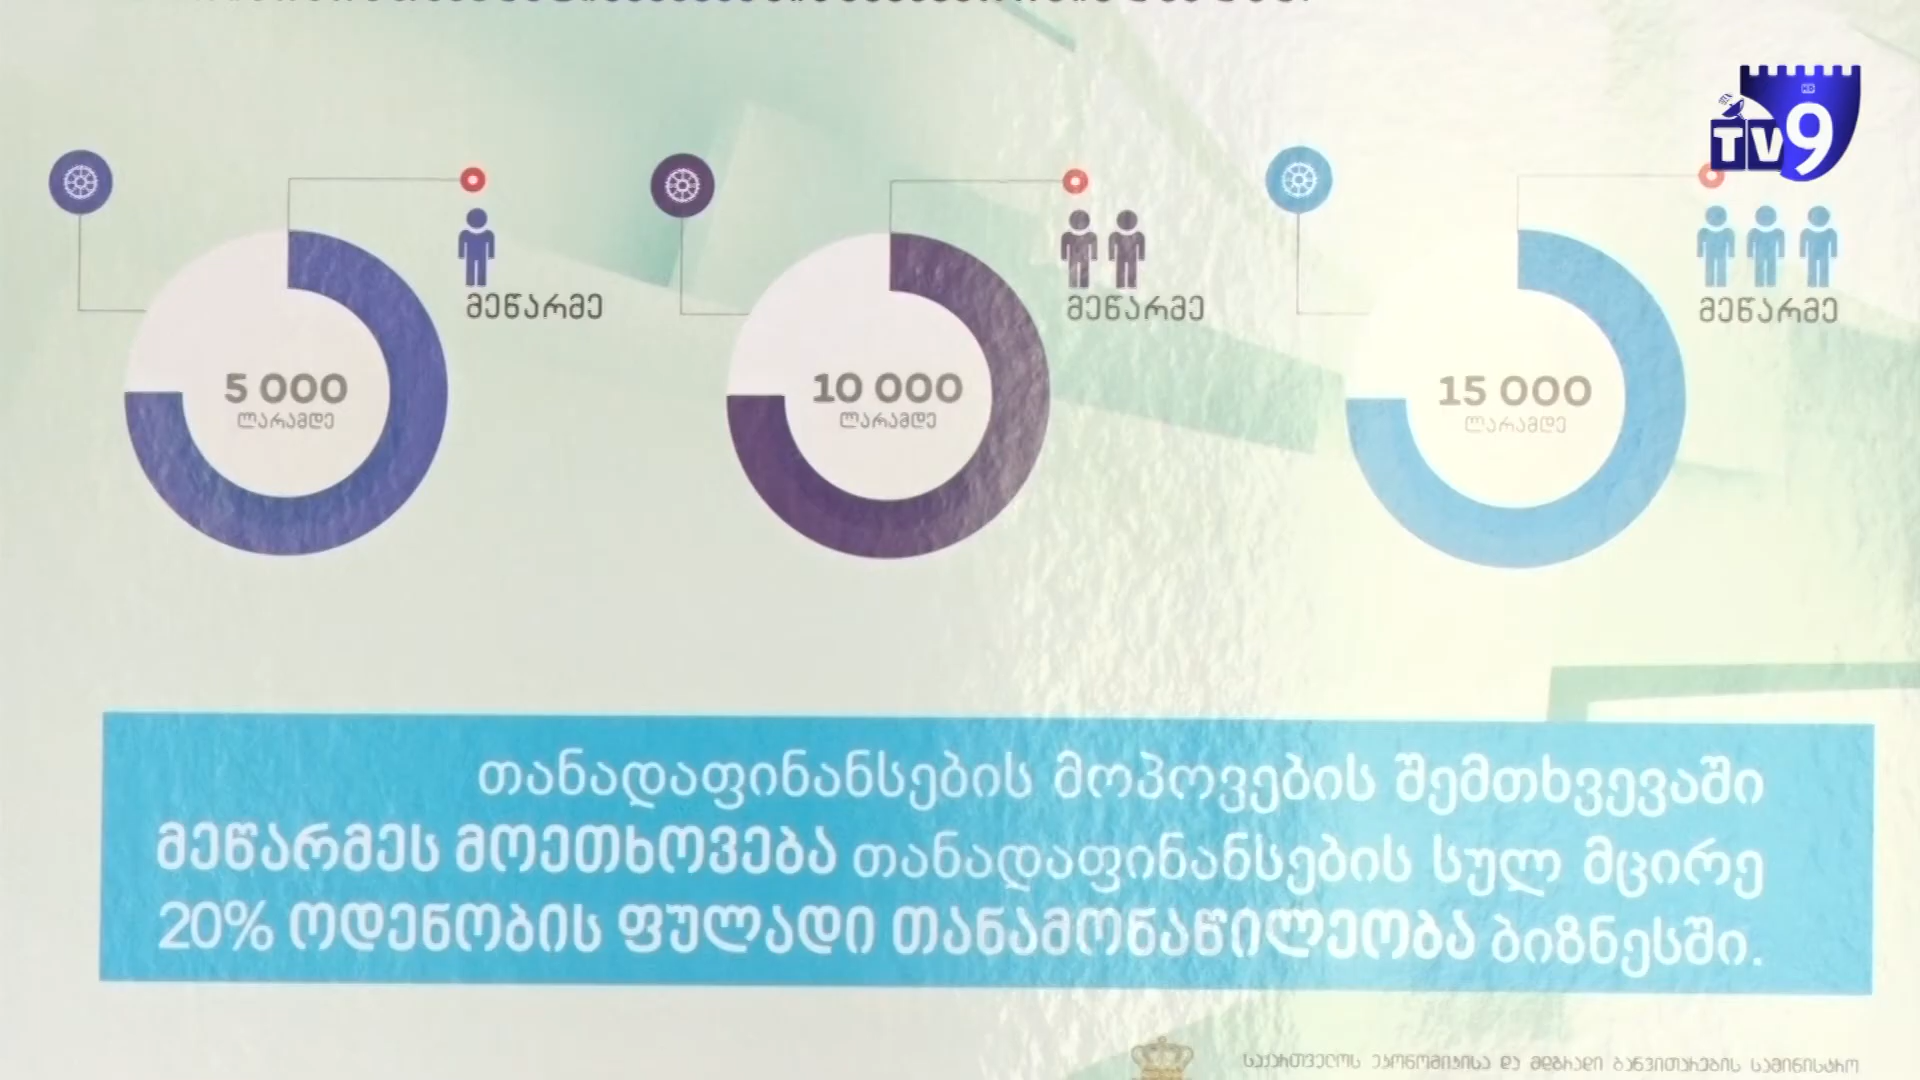 TV9
მეწარმე
მეწარმე
მეწარმე
5 000
ლარამდე
10 000
ლარამდე
15 000
ლარამდე
თანადაფინანსების მოპოვების შემთხვევაში
მეწარმეს მოეთხოვება თანადაფინანსების სულ მცირე
20% ოდენობის ფულადი თანამონაწილეობა ბიზნესში.
საქართველოს ეკონომიკისა და მდგრადი განვითარების სამინისტრო